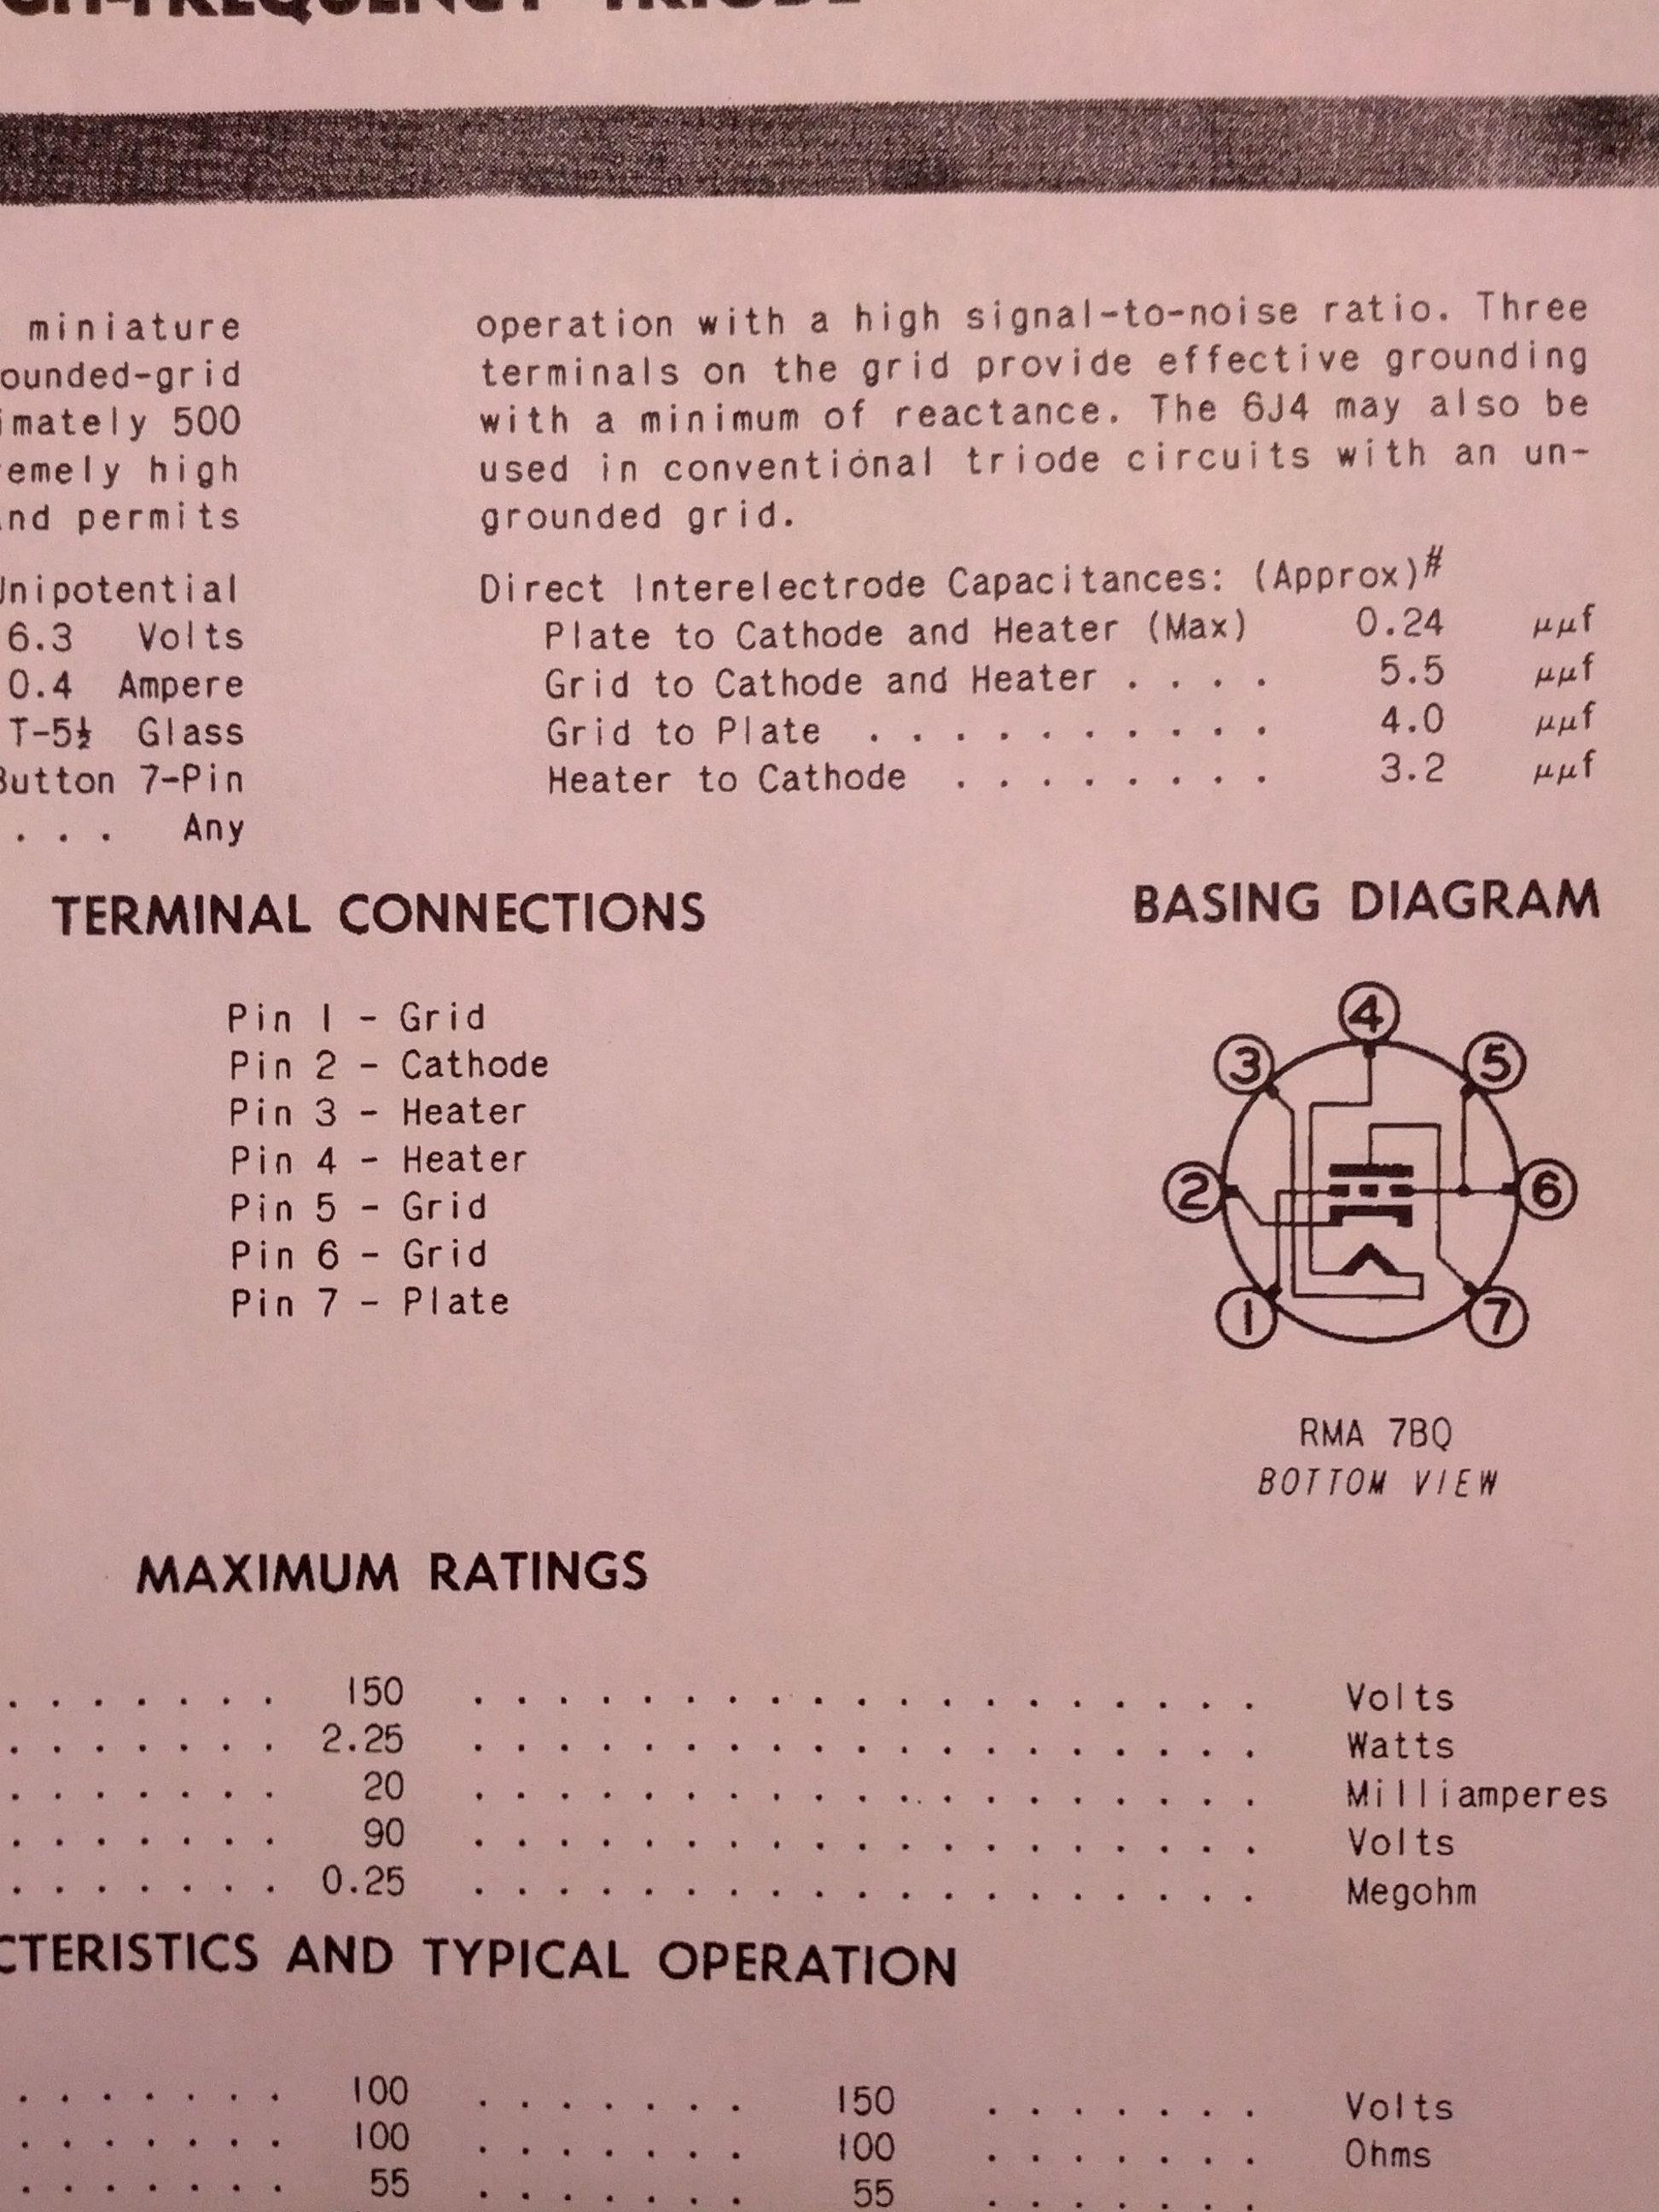 HIGH-FREQUENCY TRIODE
miniature
ounded-grid
imately 500
emely high
nd permits
operation with a high signal-to-noise ratio. Three
terminals on the grid provide effective grounding
with a minimum of reactance. The 6J4 may also be
used in conventional triode circuits with an un-
grounded grid.
Unipotential
6.3 Volts
0.4 Ampere
T-5½ Glass
Button 7-Pin
. . . Any
Direct Interelectrode Capacitances: (Approx)#
Plate to Cathode and Heater (Max) 0.24 μμf
Grid to Cathode and Heater . . . . 5.5 μμf
Grid to Plate . . . . . . . . . . 4.0 μμf
Heater to Cathode . . . . . . . . 3.2 μμf
TERMINAL CONNECTIONS
Pin 1 - Grid
Pin 2 - Cathode
Pin 3 - Heater
Pin 4 - Heater
Pin 5 - Grid
Pin 6 - Grid
Pin 7 - Plate
BASING DIAGRAM
4
3 5
2 6
1 7
RMA 7BQ
BOTTOM VIEW
MAXIMUM RATINGS
. . . . . . . 150 . . . . . . . . . . . . . . . . . . . Volts
. . . . . . . 2.25 . . . . . . . . . . . . . . . . . . . Watts
. . . . . . . 20 . . . . . . . . . . . . . . . . . . . Milliamperes
. . . . . . . 90 . . . . . . . . . . . . . . . . . . . Volts
. . . . . . . 0.25 . . . . . . . . . . . . . . . . . . . Megohm
CTERISTICS AND TYPICAL OPERATION
. . . . . . . 100 . . . . . . . 150 . . . . . . . Volts
. . . . . . . 100 . . . . . . . 100 . . . . . . . Ohms
. . . . . . . 55 . . . . . . . 55 . . . . . . .